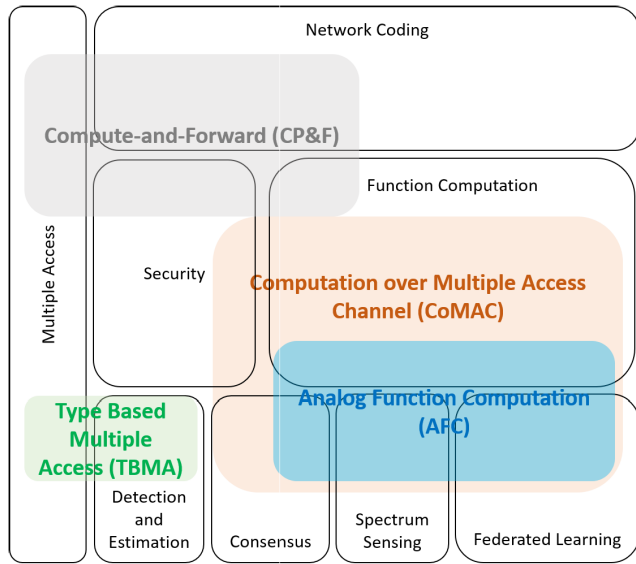 Network Coding
Compute-and-Forward (CP&F)
Function Computation
Multiple Access
Security
Computation over Multiple Access
Channel (CoMAC)
Analog Function Computation
(AFC)
Type Based
Multiple
Access (TBMA)
Detection
and
Estimation
Consensus
Spectrum
Sensing
Federated Learning